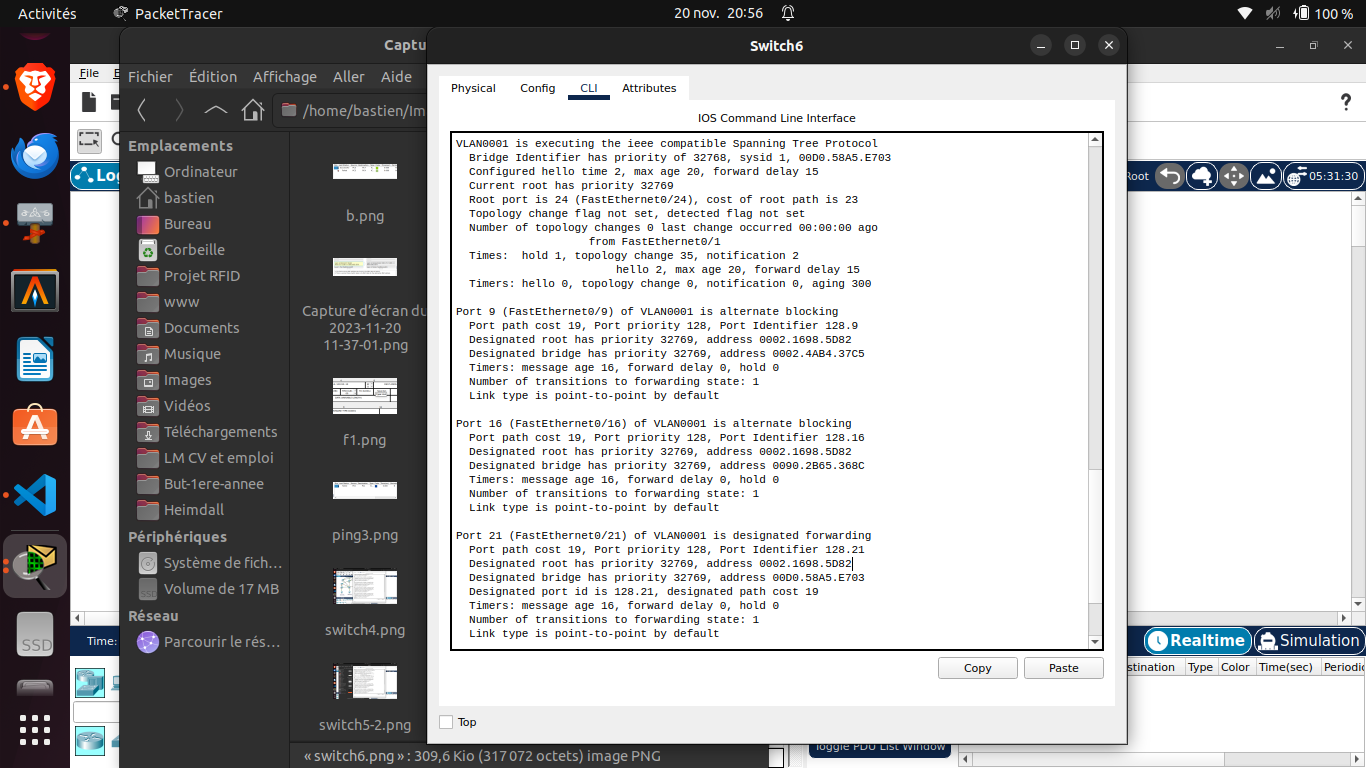 Activités
PacketTracer
20 nov. 20:56
100 %
Captu
Switch6
File
Fichier Édition Affichage Aller Aide
/home/bastien/Im
Emplacements
Ordinateur
bastien
Bureau
Corbeille
Projet RFID
www
Documents
Musique
Images
Vidéos
Téléchargements
LM CV et emploi
But-1ere-annee
Heimdall
Périphériques
Système de fich…
Volume de 17 MB
Réseau
Parcourir le rés…
b.png
Capture d’écran du
2023-11-20
11-37-01.png
f1.png
ping3.png
switch4.png
switch5-2.png
« switch6.png » : 309,6 Kio (317 072 octets) image PNG
Physical Config CLI Attributes
IOS Command Line Interface
VLAN0001 is executing the ieee compatible Spanning Tree Protocol
Bridge Identifier has priority of 32768, sysid 1, 00D0.58A5.E703
Configured hello time 2, max age 20, forward delay 15
Current root has priority 32769
Root port is 24 (FastEthernet0/24), cost of root path is 23
Topology change flag not set, detected flag not set
Number of topology changes 0 last change occurred 00:00:00 ago
from FastEthernet0/1
Times: hold 1, topology change 35, notification 2
hello 2, max age 20, forward delay 15
Timers: hello 0, topology change 0, notification 0, aging 300
Port 9 (FastEthernet0/9) of VLAN0001 is alternate blocking
Port path cost 19, Port priority 128, Port Identifier 128.9
Designated root has priority 32769, address 0002.1698.5D82
Designated bridge has priority 32769, address 0002.4AB4.37C5
Timers: message age 16, forward delay 0, hold 0
Number of transitions to forwarding state: 1
Link type is point-to-point by default
Port 16 (FastEthernet0/16) of VLAN0001 is alternate blocking
Port path cost 19, Port priority 128, Port Identifier 128.16
Designated root has priority 32769, address 0002.1698.5D82
Designated bridge has priority 32769, address 0090.2B65.368C
Timers: message age 16, forward delay 0, hold 0
Number of transitions to forwarding state: 1
Link type is point-to-point by default
Port 21 (FastEthernet0/21) of VLAN0001 is designated forwarding
Port path cost 19, Port priority 128, Port Identifier 128.21
Designated root has priority 32769, address 0002.1698.5D82
Designated bridge has priority 32769, address 00D0.58A5.E703
Designated port id is 128.21, designated path cost 19
Timers: message age 16, forward delay 0, hold 0
Number of transitions to forwarding state: 1
Link type is point-to-point by default
Copy Paste
Top
Log
Root
05:31:30
Time:
Realtime
Simulation
stination Type Color Time(sec) Periodic
Toggle PDU List Window
SSD
SSD